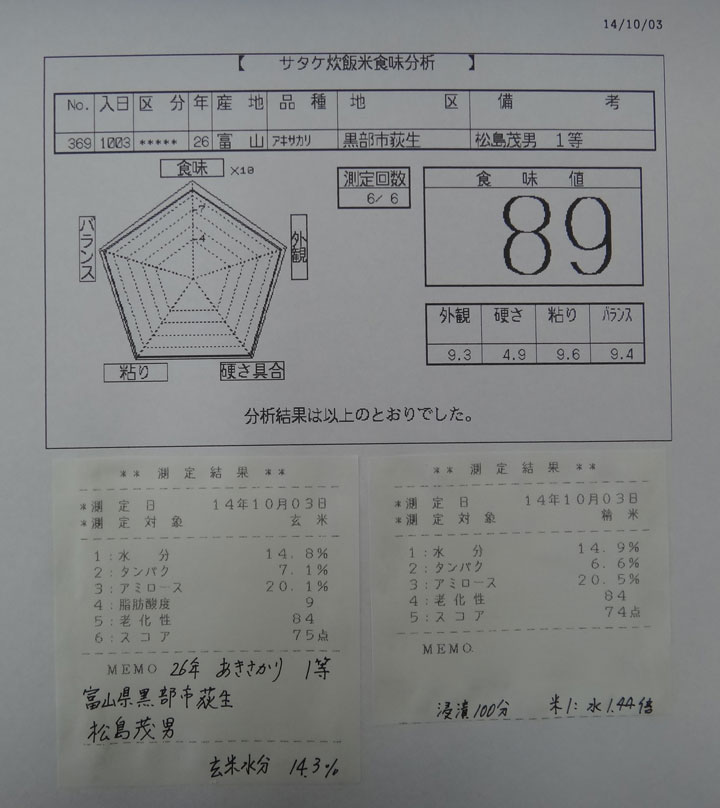 14/10/03
【 サタケ炊飯米食味分析 】
No. 入日 区分 年 産地 品種 地区 備考
369 1003 ***** 26 富山 アキサカリ 黒部市荻生 松島茂男 1等
食味 ×10
7
4
バランス
外観
粘り
硬さ具合
測定回数
6/ 6
食味値
89
外観 硬さ 粘り バランス
9.3 4.9 9.6 9.4
分析結果は以上のとおりでした。
** 測定結果 **
*測定日 14年10月03日
*測定対象 玄米
1:水分 14.8%
2:タンパク 7.1%
3:アミロース 20.1%
4:脂肪酸度 9
5:老化性 84
6:スコア 75点
MEMO 26年 あきさかり 1等
富山県黒部市荻生
松島茂男
玄米水分 14.3%
** 測定結果 **
*測定日 14年10月03日
*測定対象 精米
1:水分 14.9%
2:タンパク 6.6%
3:アミロース 20.5%
4:老化性 84
5:スコア 74点
MEMO.
浸漬100分 米1:水1.44倍